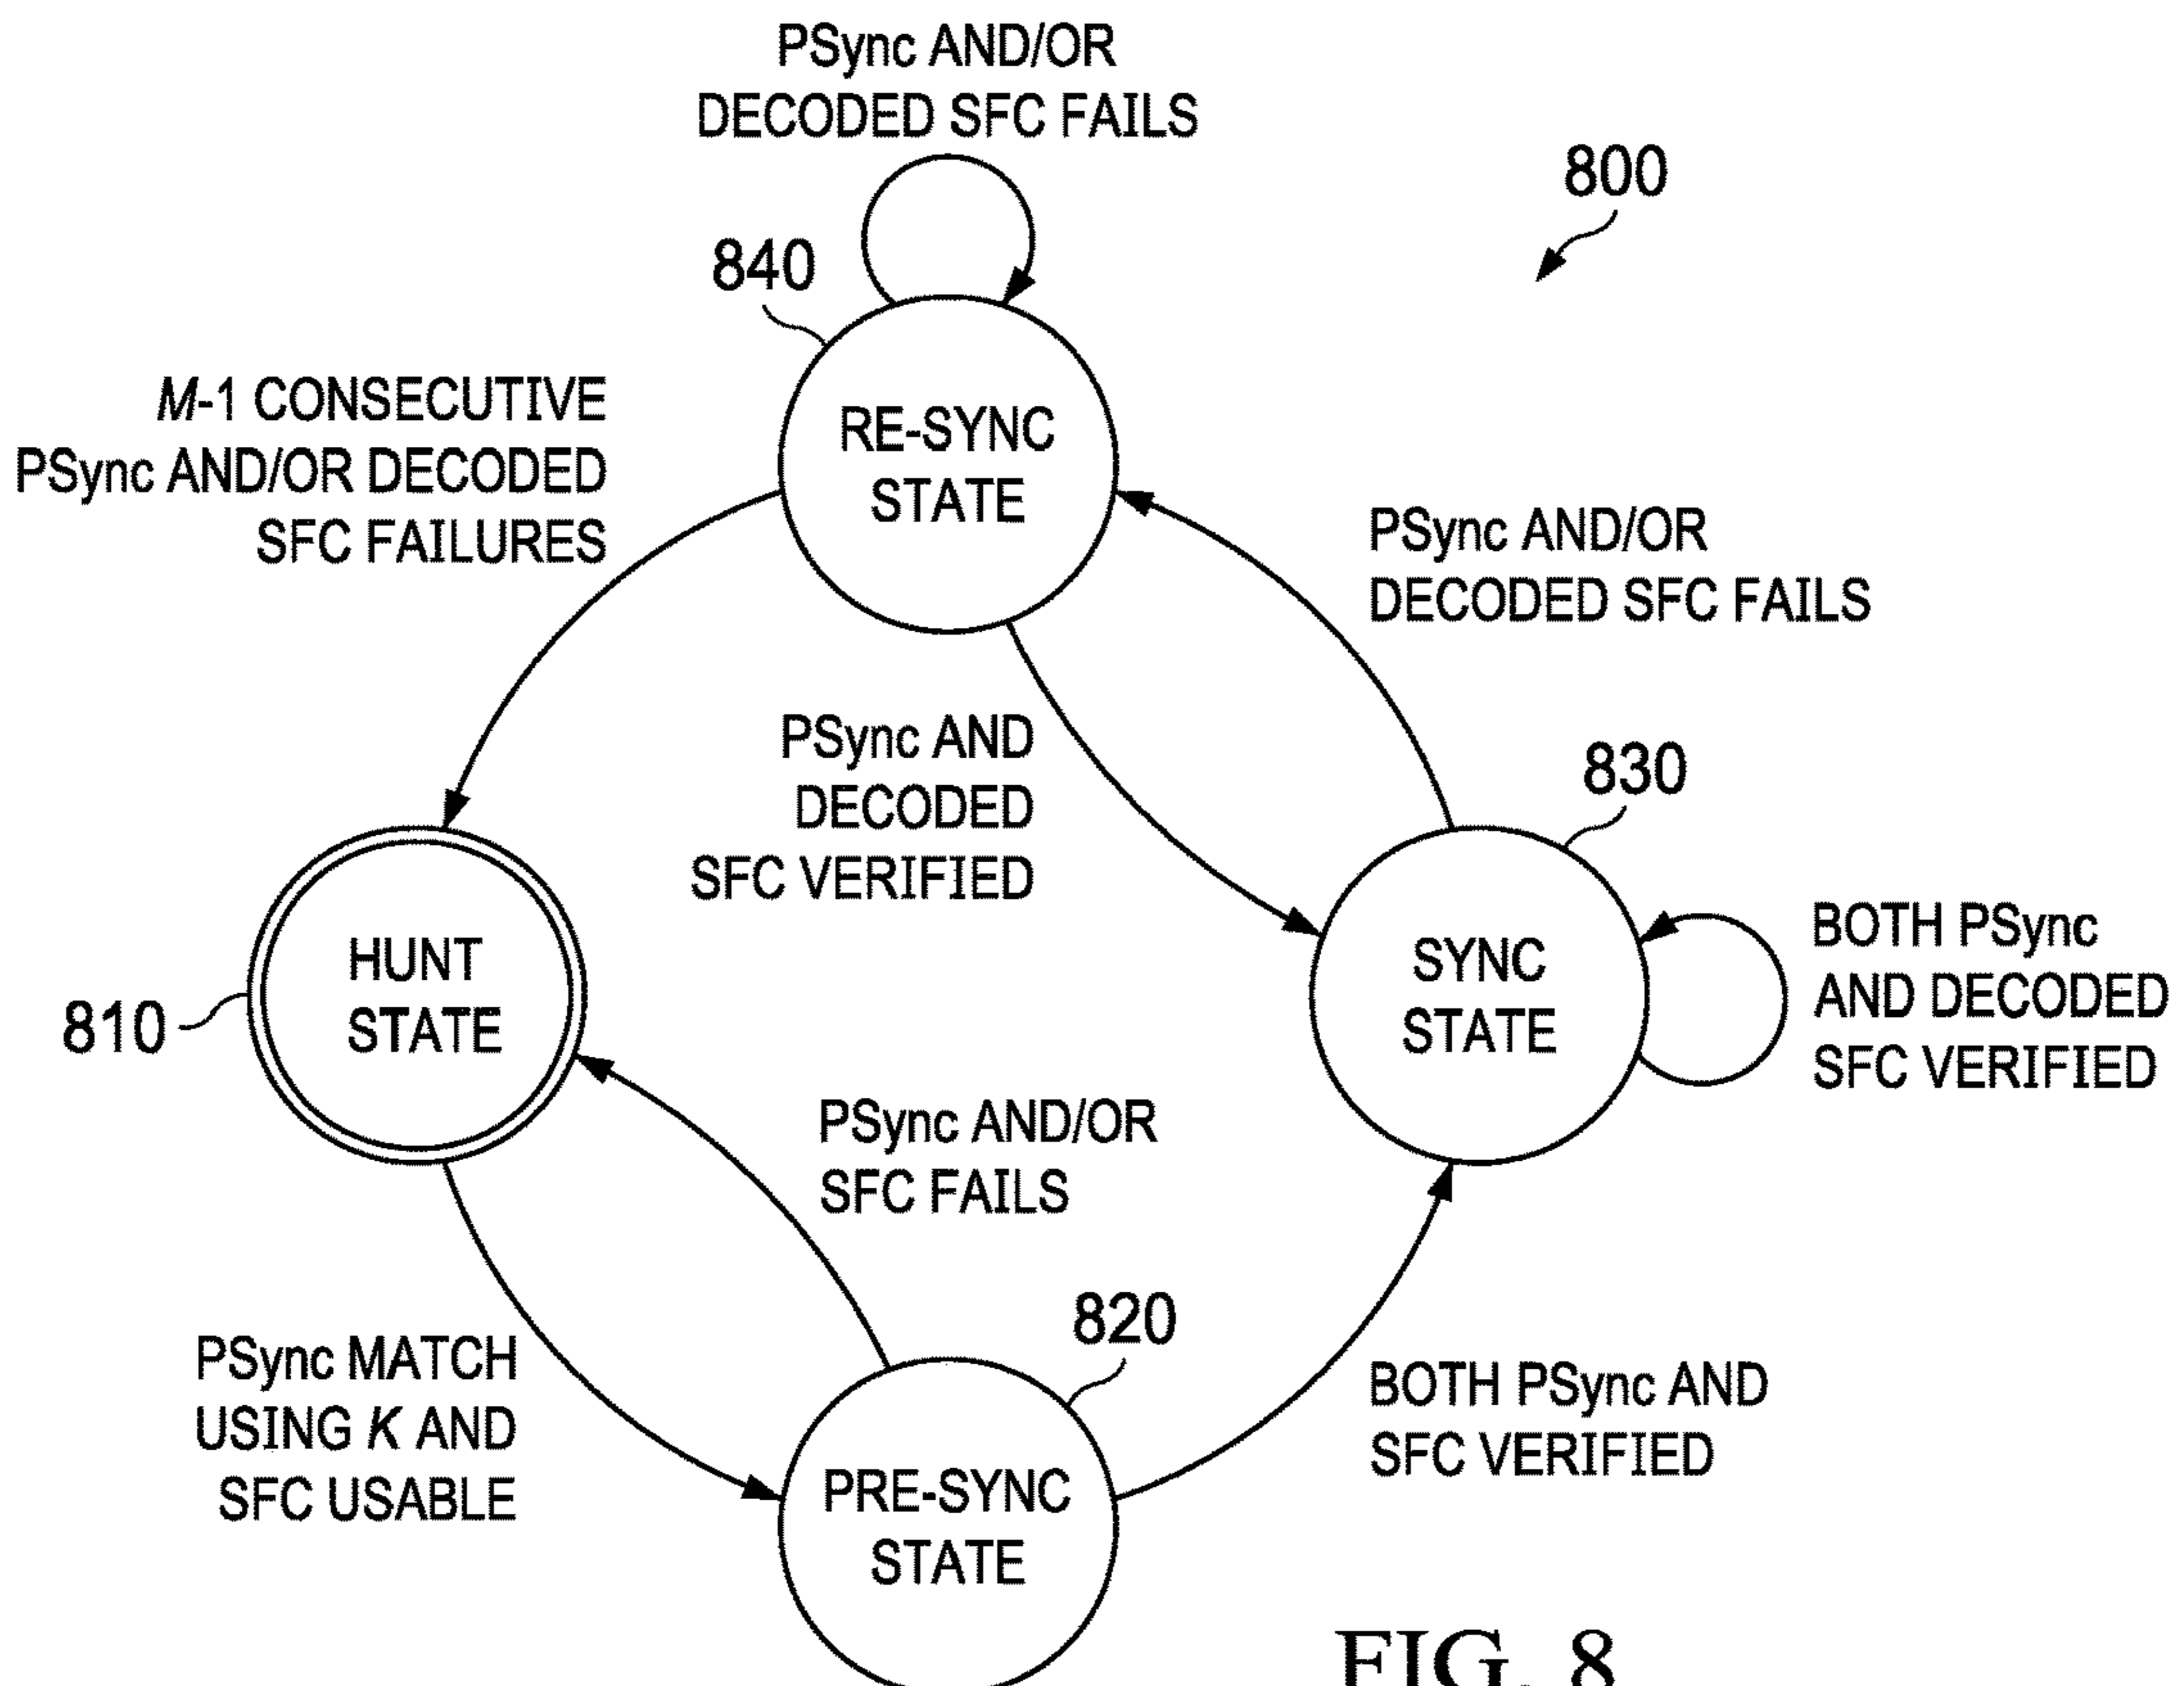 PSync AND/OR
DECODED SFC FAILS
800
840
M-1 CONSECUTIVE
PSync AND/OR DECODED
SFC FAILURES
RE-SYNC
STATE
PSync AND/OR
DECODED SFC FAILS
PSync AND
DECODED
SFC VERIFIED
830
HUNT
STATE
810
SYNC
STATE
BOTH PSync
AND DECODED
SFC VERIFIED
PSync AND/OR
SFC FAILS
820
PSync MATCH
USING K AND
SFC USABLE
PRE-SYNC
STATE
BOTH PSync AND
SFC VERIFIED
FIG. 8